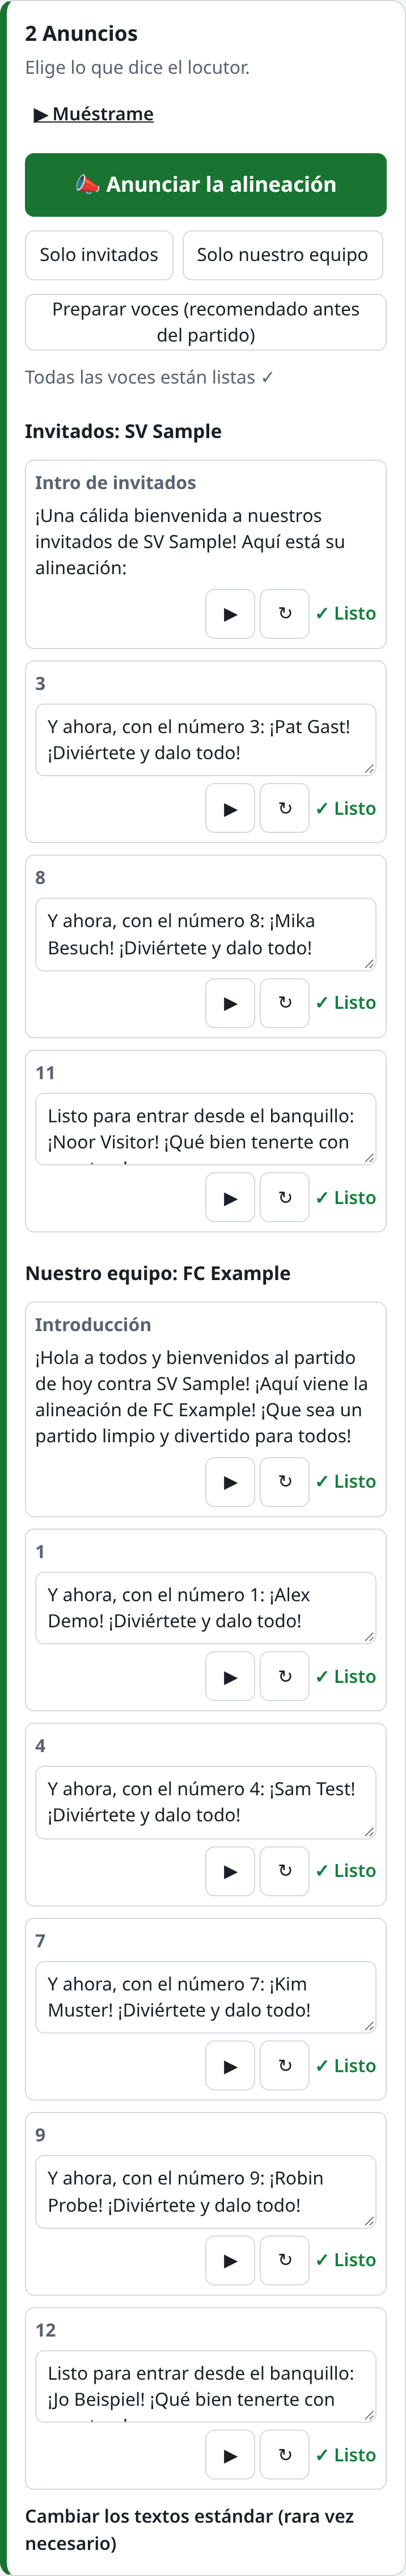 2 Anuncios
Elige lo que dice el locutor.
▶ Muéstrame
📣 Anunciar la alineación
Solo invitados
Solo nuestro equipo
Preparar voces (recomendado antes
del partido)
Todas las voces están listas ✓
Invitados: SV Sample
Intro de invitados
¡Una cálida bienvenida a nuestros
invitados de SV Sample! Aquí está su
alineación:
▶ ↻ ✓ Listo
3
Y ahora, con el número 3: ¡Pat Gast!
¡Diviértete y dalo todo!
▶ ↻ ✓ Listo
8
Y ahora, con el número 8: ¡Mika
Besuch! ¡Diviértete y dalo todo!
▶ ↻ ✓ Listo
11
Listo para entrar desde el banquillo:
¡Noor Visitor! ¡Qué bien tenerte con
▶ ↻ ✓ Listo
Nuestro equipo: FC Example
Introducción
¡Hola a todos y bienvenidos al partido
de hoy contra SV Sample! ¡Aquí viene la
alineación de FC Example! ¡Que sea un
partido limpio y divertido para todos!
▶ ↻ ✓ Listo
1
Y ahora, con el número 1: ¡Alex
Demo! ¡Diviértete y dalo todo!
▶ ↻ ✓ Listo
4
Y ahora, con el número 4: ¡Sam Test!
¡Diviértete y dalo todo!
▶ ↻ ✓ Listo
7
Y ahora, con el número 7: ¡Kim
Muster! ¡Diviértete y dalo todo!
▶ ↻ ✓ Listo
9
Y ahora, con el número 9: ¡Robin
Probe! ¡Diviértete y dalo todo!
▶ ↻ ✓ Listo
12
Listo para entrar desde el banquillo:
¡Jo Beispiel! ¡Qué bien tenerte con
▶ ↻ ✓ Listo
Cambiar los textos estándar (rara vez
necesario)